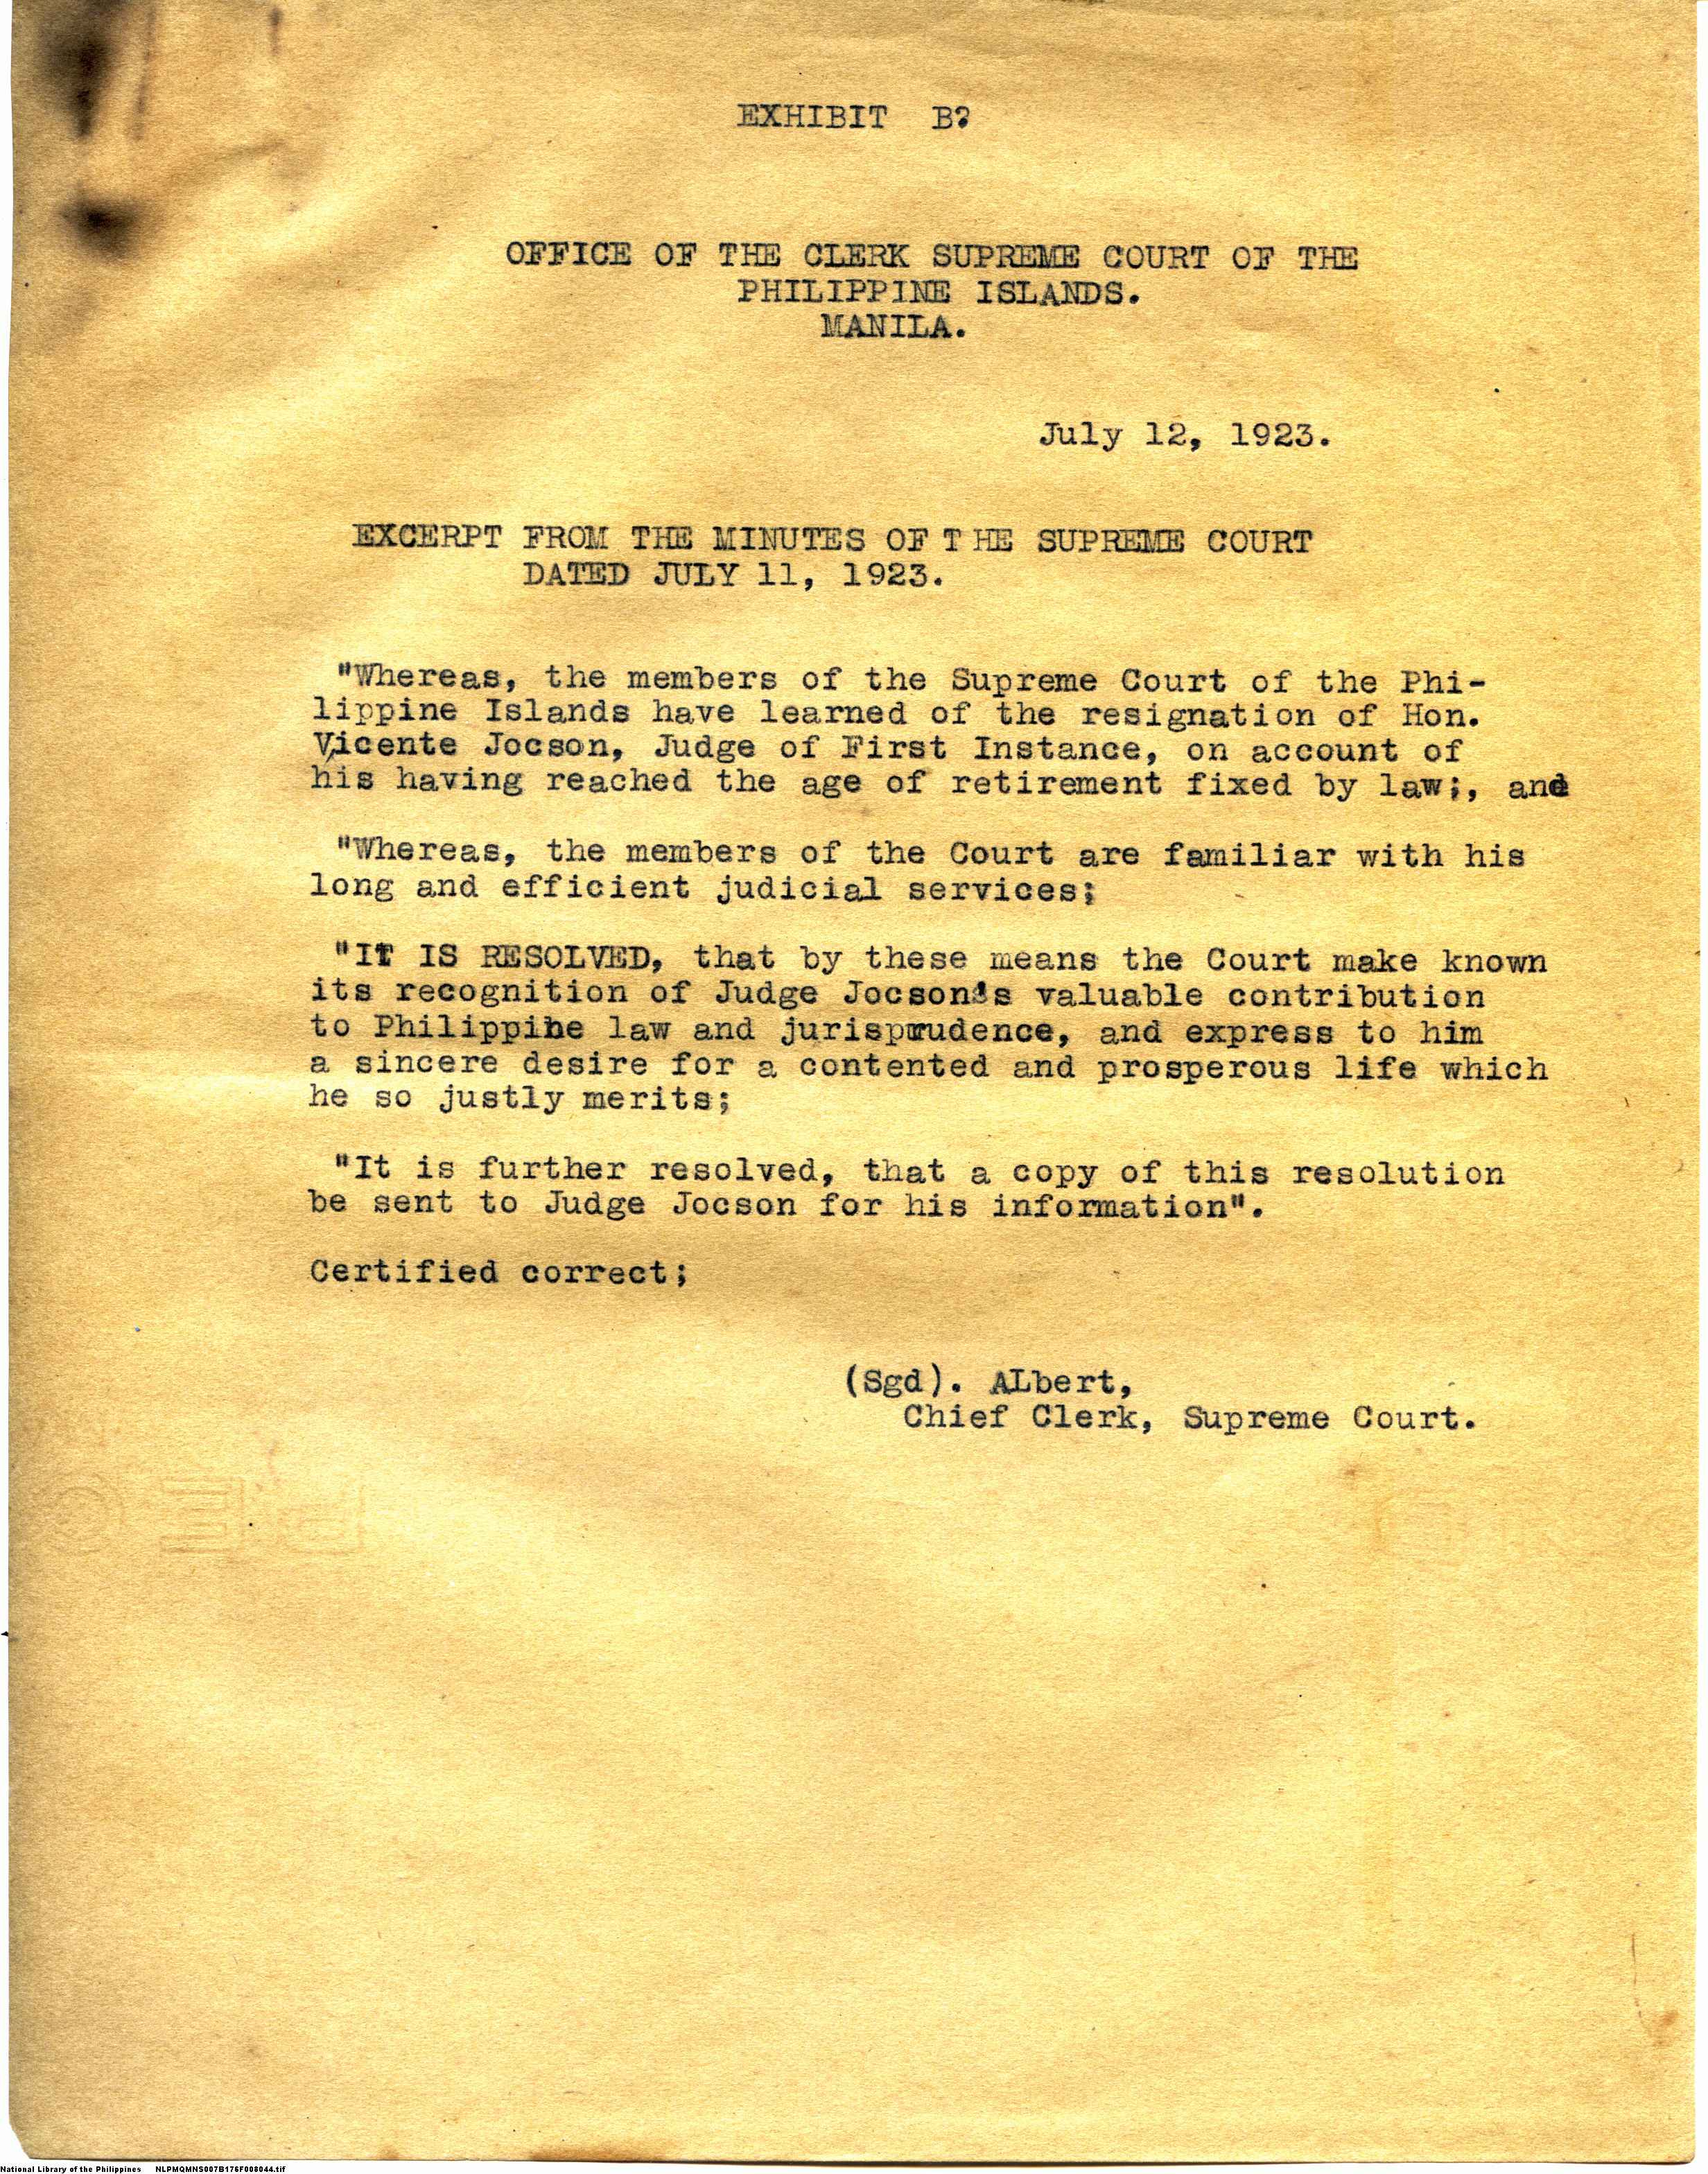 EXHIBIT B?
OFFICE OF THE CLERK SUPREME COURT OF THE
PHILIPPINE ISLANDS.
MANILA.
July 12, 1923.
EXCERPT FROM THE MINUTES OF T HE SUPREME COURT
DATED JULY 11, 1923.
"Whereas, the members of the Supreme Court of the Phi-
lippine Islands have learned of the resignation of Hon.
Vicente Jocson, Judge of First Instance, on account of
his having reached the age of retirement fixed by law;, and
"Whereas, the members of the Court are familiar with his
long and efficient judicial services;
"IT IS RESOLVED, that by these means the Court make known
its recognition of Judge Jocson's valuable contribution
to Philippine law and jurisprudence, and express to him
a sincere desire for a contented and prosperous life which
he so justly merits;
"It is further resolved, that a copy of this resolution
be sent to Judge Jocson for his information".
Certified correct;
(Sgd). ALbert,
Chief Clerk, Supreme Court.
National Library of the Philippines NLPMQMNS007B176F008044.tif